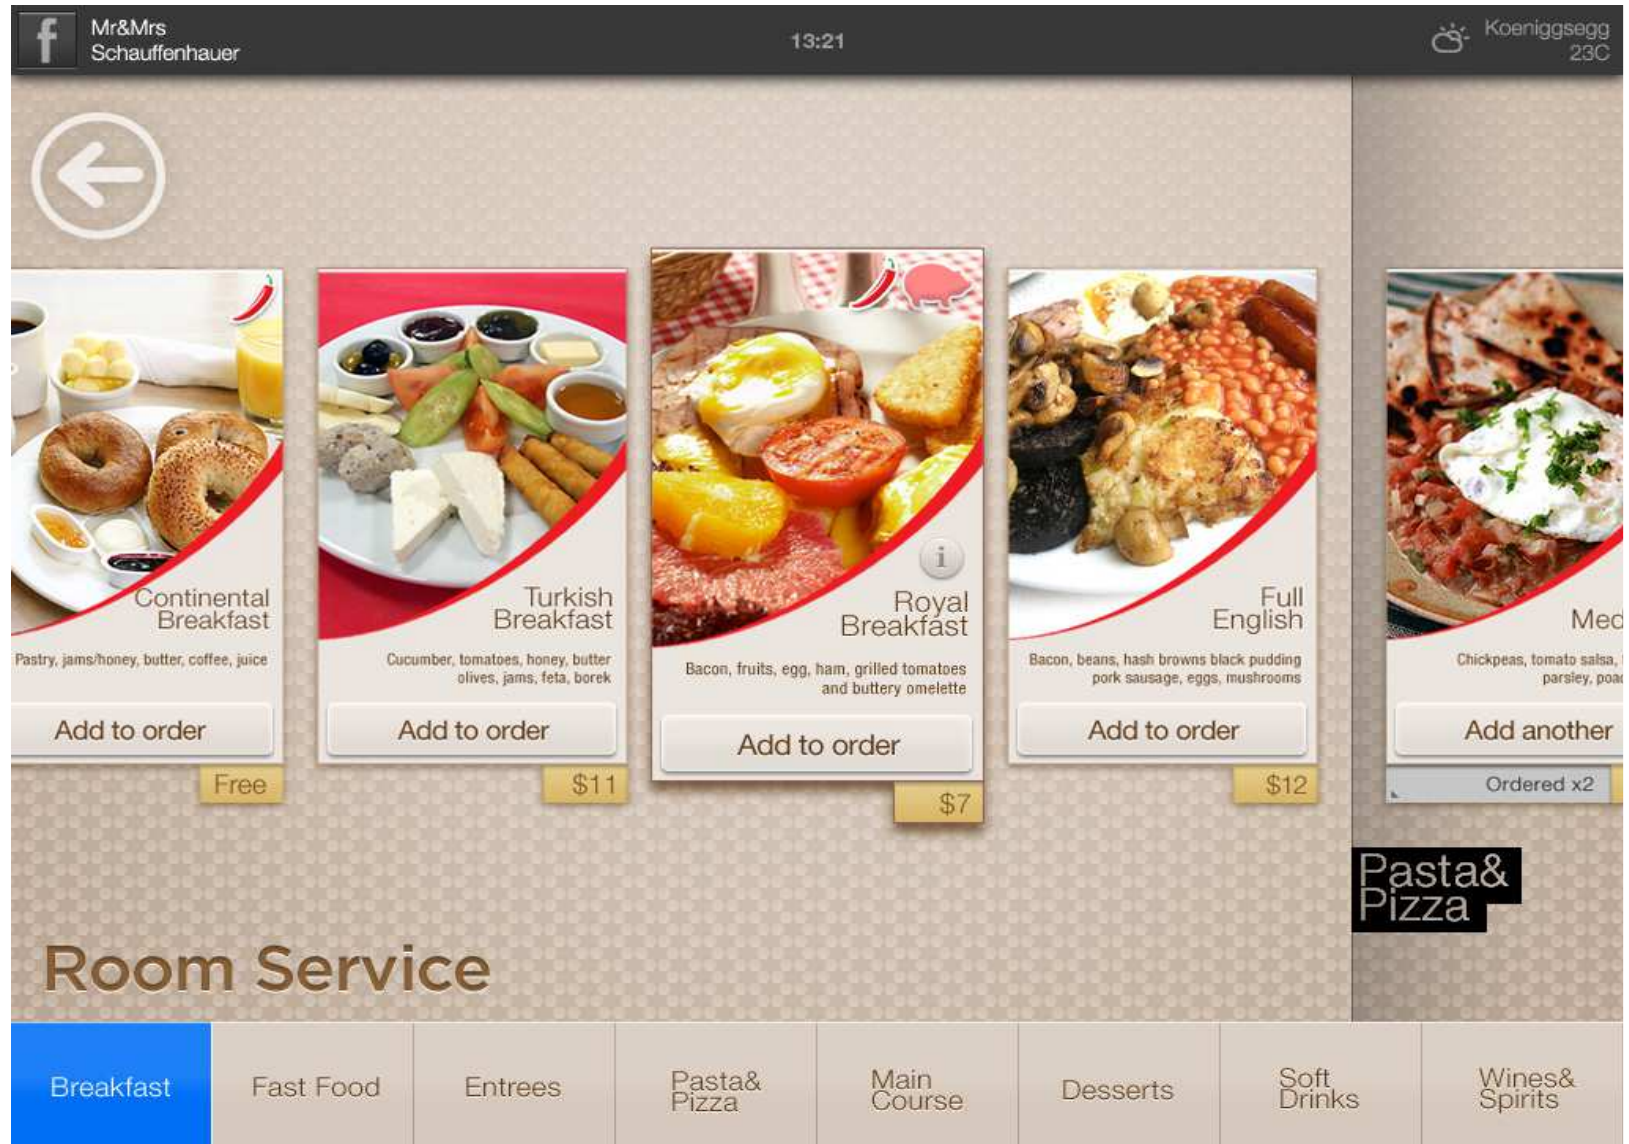 f
Mr&Mrs
Schauffenhauer
13:21
Koeniggsegg
23C
Continental
Breakfast
Pastry, jams/honey, butter, coffee, juice
Add to order
Free
Turkish
Breakfast
Cucumber, tomatoes, honey, butter
olives, jams, feta, borek
Add to order
$11
i
Royal
Breakfast
Bacon, fruits, egg, ham, grilled tomatoes
and buttery omelette
Add to order
$7
Full
English
Bacon, beans, hash browns black pudding
pork sausage, eggs, mushrooms
Add to order
$12
Med
Chickpeas, tomato salsa,
parsley, poa
Add another
Ordered x2
Pasta&
Pizza
Room Service
Breakfast
Fast Food
Entrees
Pasta&
Pizza
Main
Course
Desserts
Soft
Drinks
Wines&
Spirits